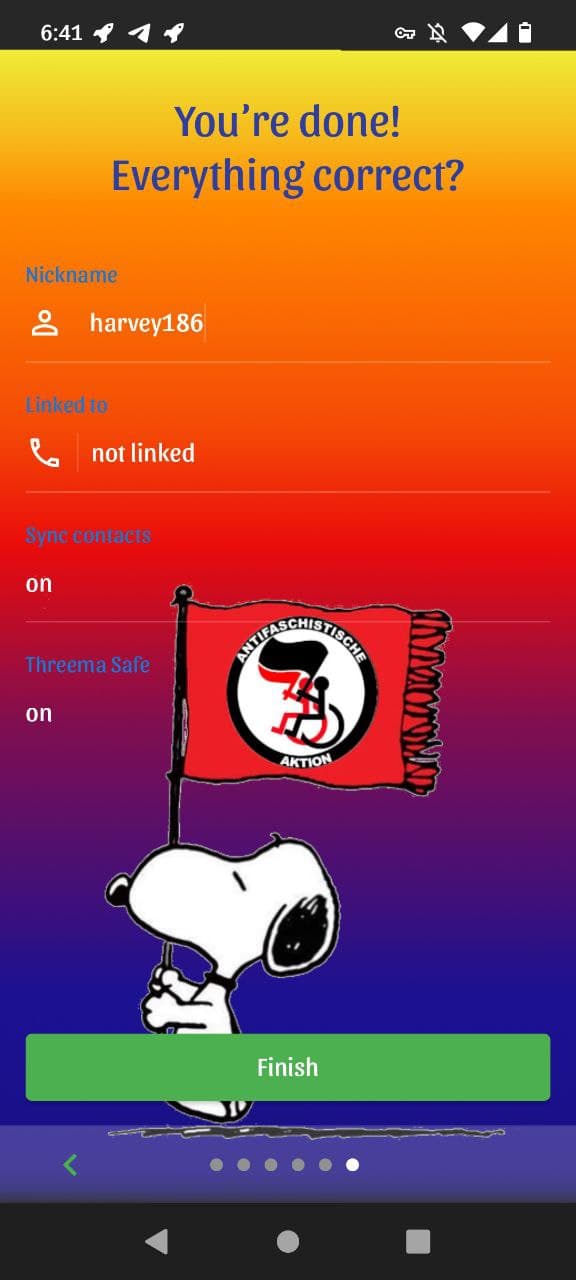 6:41
You’re done!
Everything correct?
Nickname
harvey186
Linked to
not linked
Sync contacts
on
ANTIFASCHISTISCHE
AKTION
Threema Safe
on
Finish